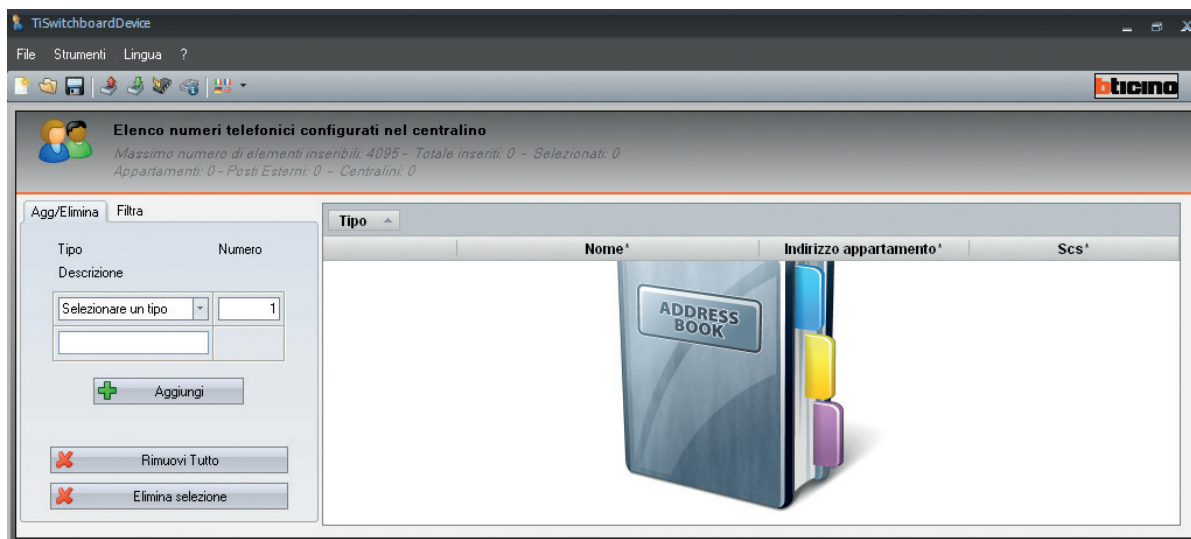 TiSwitchboardDevice
File Strumenti Lingua ?
bticino
Elenco numeri telefonici configurati nel centralino
Massimo numero di elementi inseribili: 4095 - Totale inseriti: 0 - Selezionati: 0
Appartamenti: 0 - Posti Esterni: 0 - Centralini: 0
Agg/Elimina Filtra
Tipo Numero
Descrizione
Selezionare un tipo 1
Aggiungi
Rimuovi Tutto
Elimina selezione
Tipo
Nome* Indirizzo appartamento* Scs*
ADDRESS
BOOK